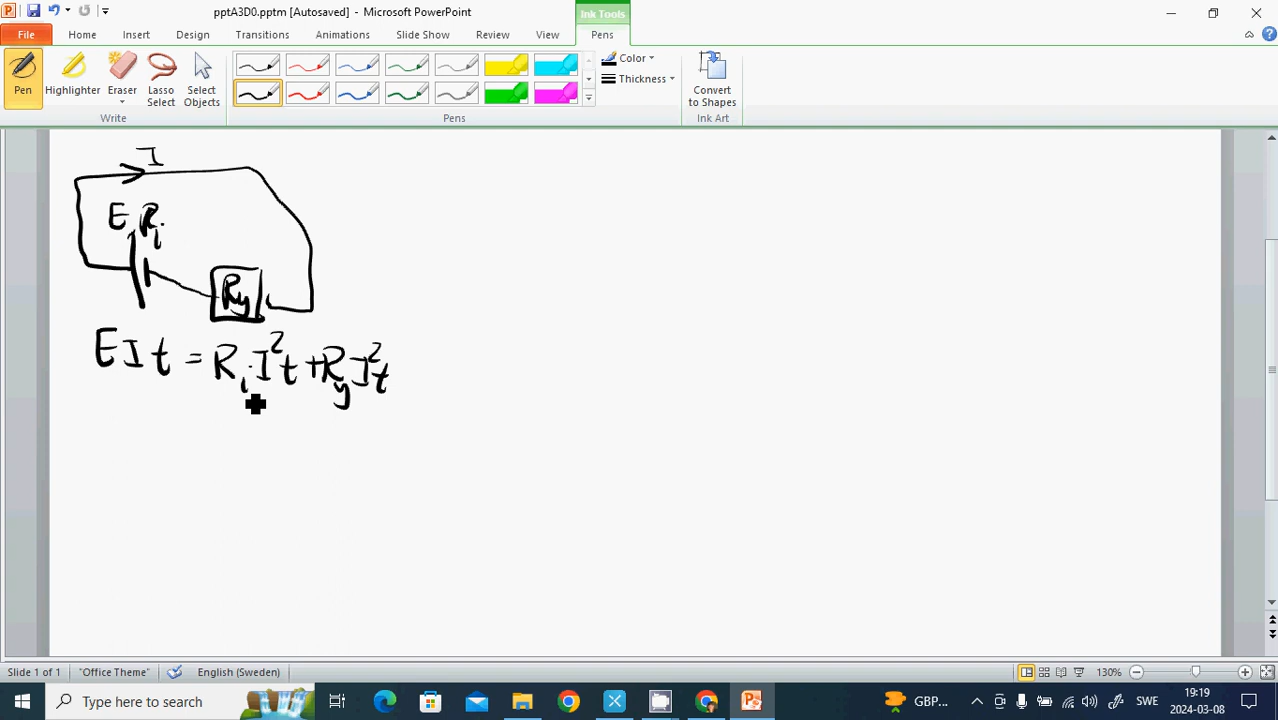 pptA3D0.pptm [Autosaved] - Microsoft PowerPoint
Ink Tools
File Home Insert Design Transitions Animations Slide Show Review View Pens
Pen
Highlighter
Eraser
Lasso Select
Select Objects
Color
Thickness
Convert to Shapes
Write
Pens
Ink Art
I
E, Ri
Ry
EIt = Ri·I²t + RyI²t
Slide 1 of 1
"Office Theme"
English (Sweden)
130%
Type here to search
GBP...
SWE
19:19
2024-03-08